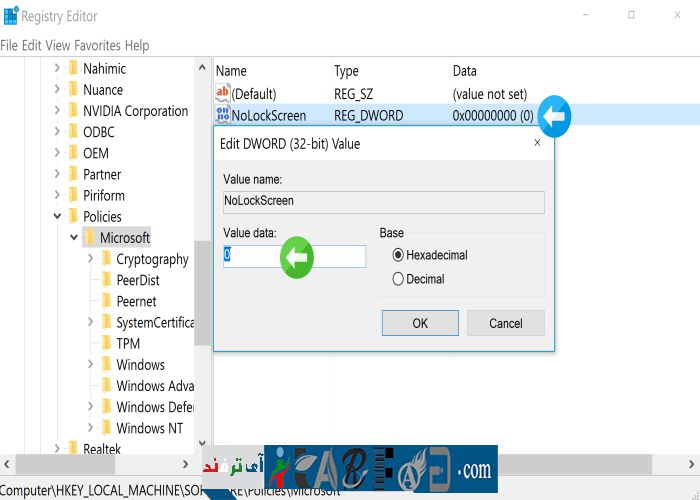 Registry Editor
File Edit View Favorites Help
Nahimic
Nuance
NVIDIA Corporation
ODBC
OEM
Partner
Piriform
Policies
Microsoft
Cryptography
PeerDist
Peernet
SystemCertifica
TPM
Windows
Windows Adva
Windows Defe
Windows NT
Realtek
Name Type Data
ab (Default) REG_SZ (value not set)
NoLockScreen REG_DWORD 0x00000000 (0)
Edit DWORD (32-bit) Value
Value name:
NoLockScreen
Value data:
0
Base
Hexadecimal
Decimal
OK Cancel
آی ترفند
.com
Computer\HKEY_LOCAL_MACHINE\SO RE\Policies\Microsoft